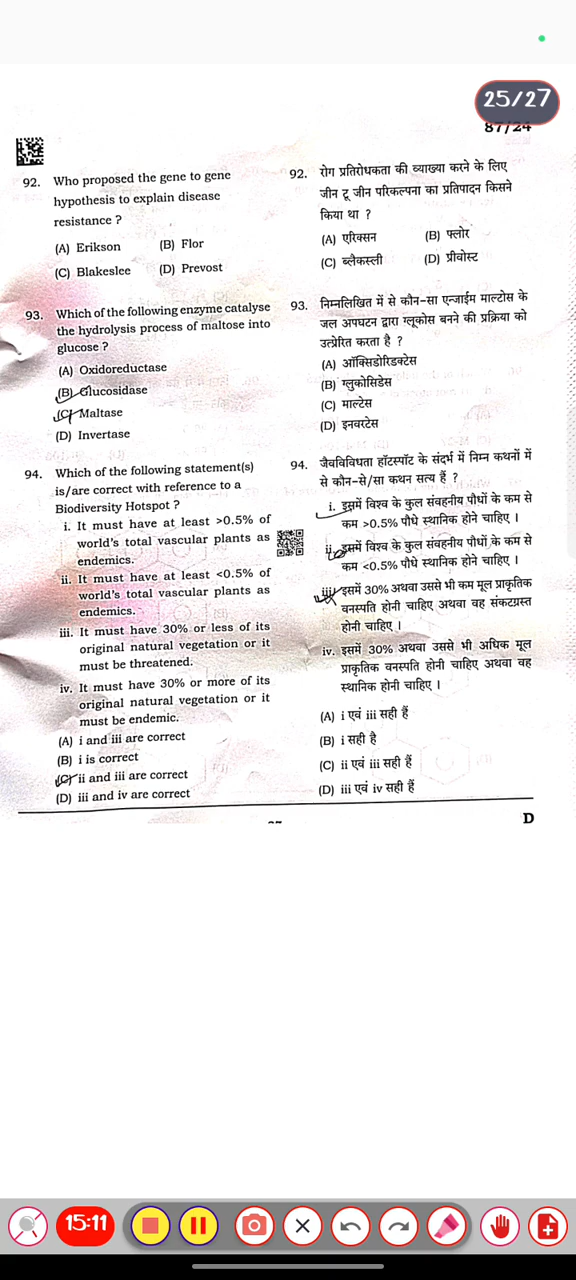 25/27
87/24
92. Who proposed the gene to gene
hypothesis to explain disease
resistance ?
(A) Erikson (B) Flor
(C) Blakeslee (D) Prevost
93. Which of the following enzyme catalyse
the hydrolysis process of maltose into
glucose ?
(A) Oxidoreductase
(B) Glucosidase
(C) Maltase
(D) Invertase
94. Which of the following statement(s)
is/are correct with reference to a
Biodiversity Hotspot ?
i. It must have at least >0.5% of
world's total vascular plants as
endemics.
ii. It must have at least <0.5% of
world's total vascular plants as
endemics.
iii. It must have 30% or less of its
original natural vegetation or it
must be threatened.
iv. It must have 30% or more of its
original natural vegetation or it
must be endemic.
(A) i and iii are correct
(B) i is correct
(C) ii and iii are correct
(D) iii and iv are correct
92. रोग प्रतिरोधकता की व्याख्या करने के लिए
जीन टू जीन परिकल्पना का प्रतिपादन किसने
किया था ?
(A) एरिक्सन (B) फ्लोर
(C) ब्लैकस्ली (D) प्रीवोस्ट
93. निम्नलिखित में से कौन-सा एन्जाईम माल्टोस के
जल अपघटन द्वारा ग्लूकोस बनने की प्रक्रिया को
उत्प्रेरित करता है ?
(A) ऑक्सिडोरिडक्टेस
(B) ग्लुकोसिडेस
(C) माल्टेस
(D) इनवरटेस
94. जैवविविधता हॉटस्पॉट के संदर्भ में निम्न कथनों में
से कौन-से/सा कथन सत्य हैं ?
i. इसमें विश्व के कुल संवहनीय पौधों के कम से
कम >0.5% पौधे स्थानिक होने चाहिए ।
ii. इसमें विश्व के कुल संवहनीय पौधों के कम से
कम <0.5% पौधे स्थानिक होने चाहिए ।
iii. इसमें 30% अथवा उससे भी कम मूल प्राकृतिक
वनस्पति होनी चाहिए अथवा वह संकटग्रस्त
होनी चाहिए ।
iv. इसमें 30% अथवा उससे भी अधिक मूल
प्राकृतिक वनस्पति होनी चाहिए अथवा वह
स्थानिक होनी चाहिए ।
(A) i एवं iii सही हैं
(B) i सही है
(C) ii एवं iii सही हैं
(D) iii एवं iv सही हैं
D
15:11